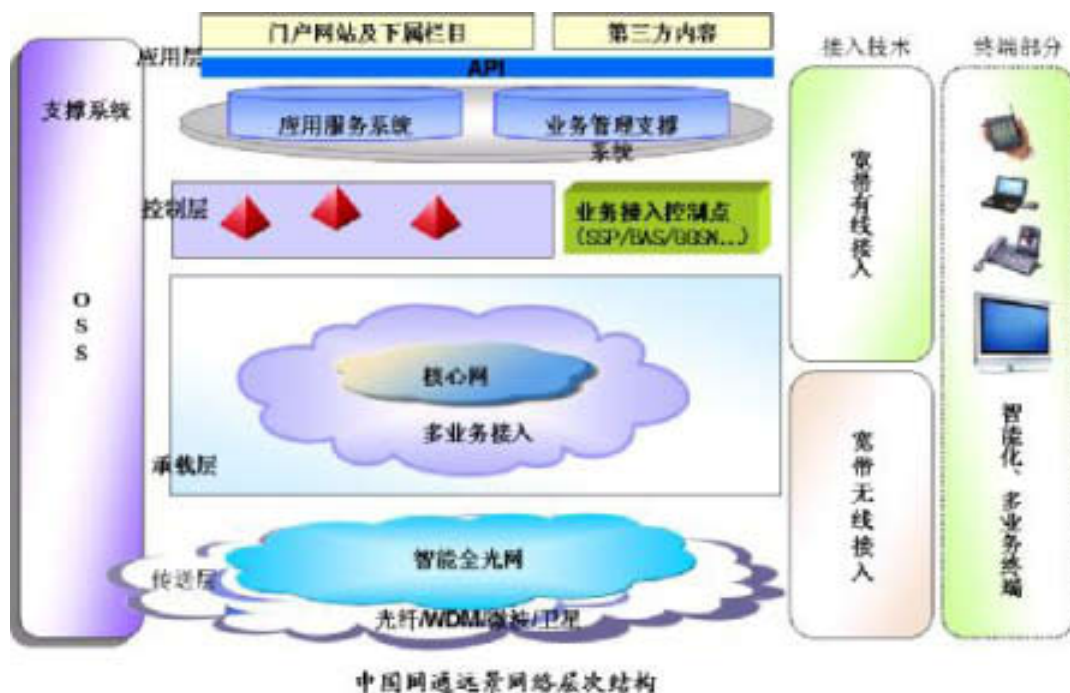 门户网站及下属栏目
第三方内容
接入技术
终端部分
应用层
API
支撑系统
应用服务系统
业务管理支撑
系统
控制层
业务接入控制点
(SSP/BAS/GGSN...)
宽带有线接入
OSS
核心网
多业务接入
承载层
宽带无线接入
智能化、多业务终端
智能全光网
传送层
光纤/WDM/微波/卫星
中国网通远景网络层次结构